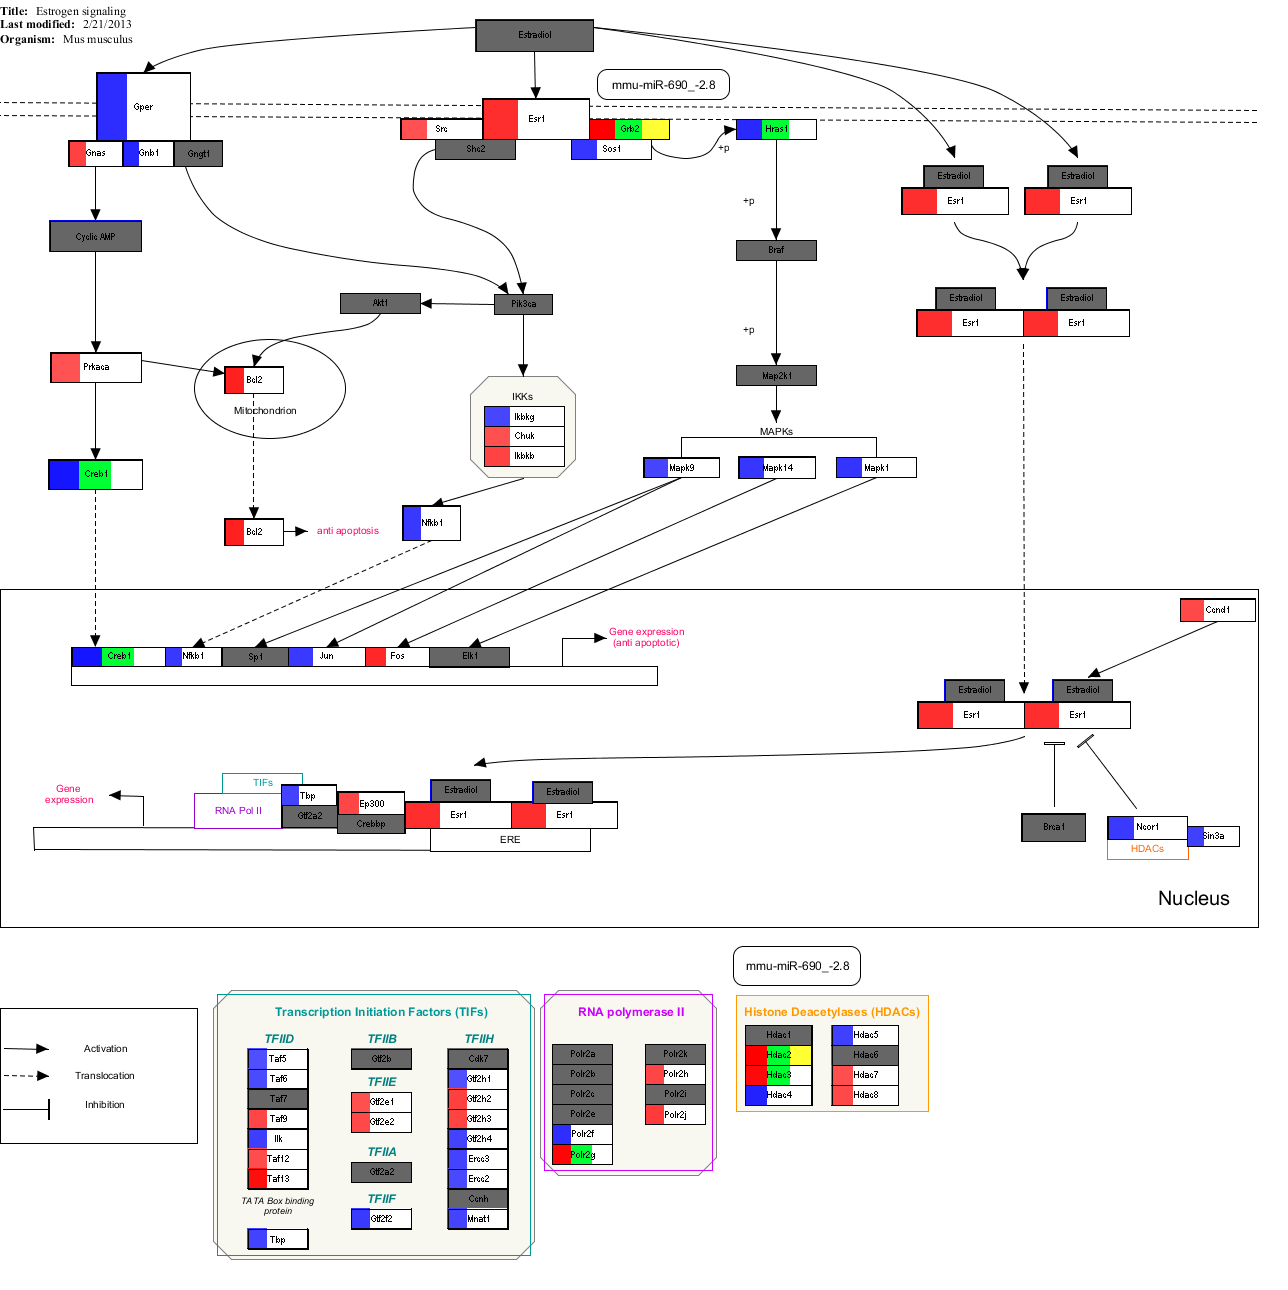 Title: Estrogen signaling
Last modified: 2/21/2013
Organism: Mus musculus
Estradiol
mmu-miR-690_-2.8
Gper
Esr1
Src
Grb2
Hras1
Gnas
Gnb1
Gngt1
Shc2
Sos1
+p
Estradiol
Estradiol
Esr1
Esr1
+p
Cyclic AMP
Braf
Akt1
Pik3ca
Estradiol
Estradiol
Esr1
Esr1
+p
Prkaca
Bcl2
Map2k1
Mitochondrion
IKKs
Ikbkg
Chuk
Ikbkb
MAPKs
Mapk9
Mapk14
Mapk1
Creb1
Nfkb1
Bcl2
anti apoptosis
Ccnd1
Gene expression
(anti apoptotic)
Creb1
Nfkb1
Sp1
Jun
Fos
Elk1
Estradiol
Estradiol
Esr1
Esr1
Gene
expression
TIFs
RNA Pol II
Tbp
Gtf2a2
Ep300
Crebbp
Estradiol
Estradiol
Esr1
Esr1
ERE
Brca1
Ncor1
Sin3a
HDACs
Nucleus
mmu-miR-690_-2.8
Activation
Translocation
Inhibition
Transcription Initiation Factors (TIFs)
TFIID
Taf5
Taf6
Taf7
Taf9
Ilk
Taf12
Taf13
TATA Box binding
protein
Tbp
TFIIB
Gtf2b
TFIIE
Gtf2e1
Gtf2e2
TFIIA
Gtf2a2
TFIIF
Gtf2f2
TFIIH
Cdk7
Gtf2h1
Gtf2h2
Gtf2h3
Gtf2h4
Ercc3
Ercc2
Ccnh
Mnat1
RNA polymerase II
Polr2a
Polr2b
Polr2c
Polr2e
Polr2f
Polr2g
Polr2k
Polr2h
Polr2i
Polr2j
Histone Deacetylases (HDACs)
Hdac1
Hdac2
Hdac3
Hdac4
Hdac5
Hdac6
Hdac7
Hdac8